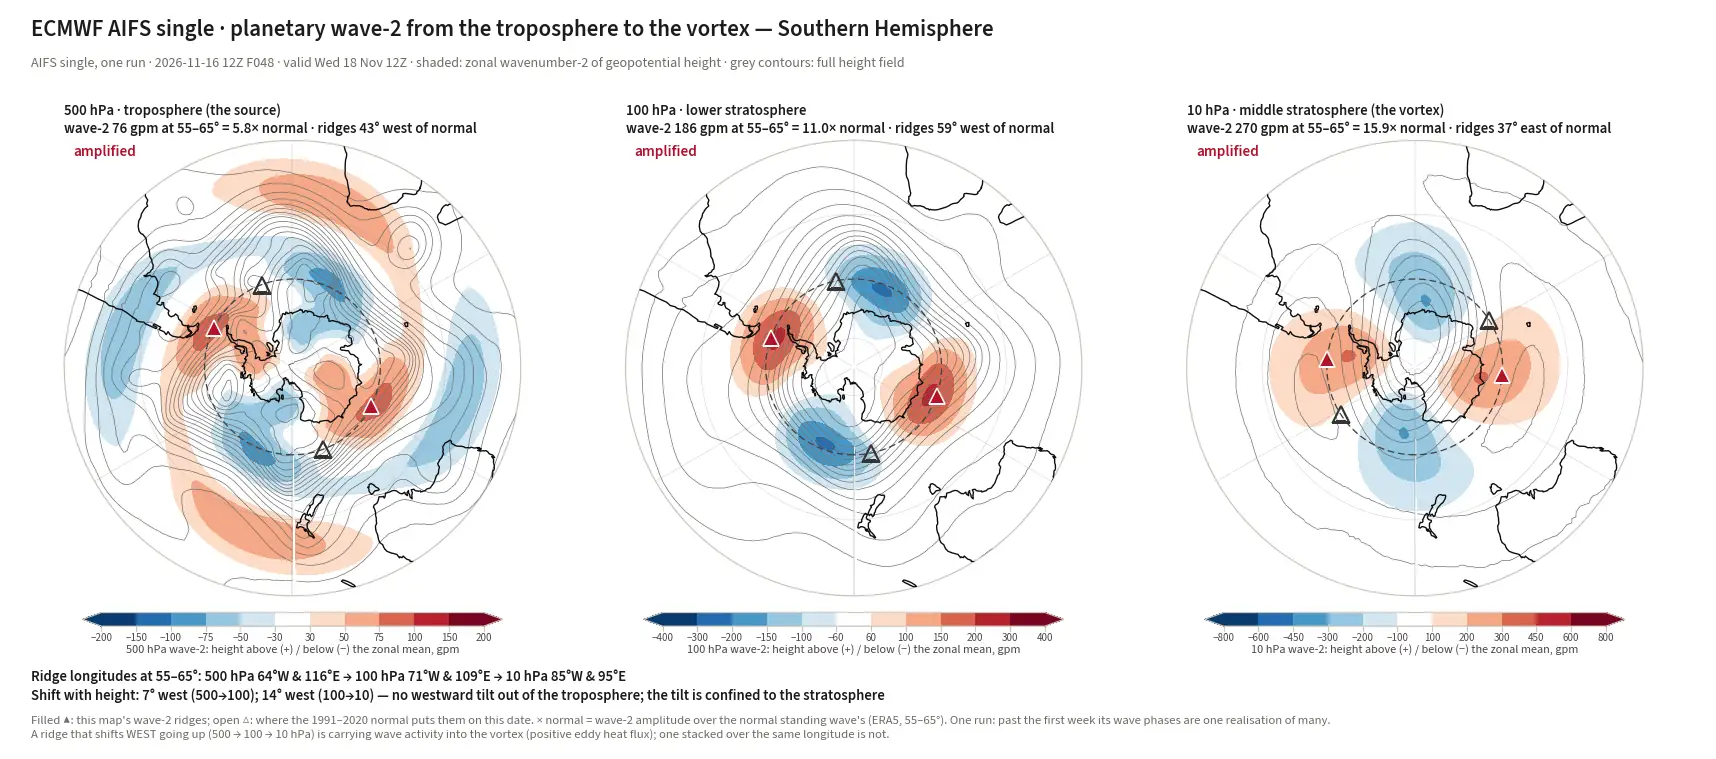 ECMWF AIFS single · planetary wave-2 from the troposphere to the vortex — Southern Hemisphere
AIFS single, one run · 2026-11-16 12Z F048 · valid Wed 18 Nov 12Z · shaded: zonal wavenumber-2 of geopotential height · grey contours: full height field
500 hPa · troposphere (the source)
wave-2 76 gpm at 55–65° = 5.8× normal · ridges 43° west of normal
amplified
100 hPa · lower stratosphere
wave-2 186 gpm at 55–65° = 11.0× normal · ridges 59° west of normal
amplified
10 hPa · middle stratosphere (the vortex)
wave-2 270 gpm at 55–65° = 15.9× normal · ridges 37° east of normal
amplified
−200 −150 −100 −75 −50 −30 30 50 75 100 150 200
500 hPa wave-2: height above (+) / below (−) the zonal mean, gpm
−400 −300 −200 −150 −100 −60 60 100 150 200 300 400
100 hPa wave-2: height above (+) / below (−) the zonal mean, gpm
−800 −600 −450 −300 −200 −100 100 200 300 450 600 800
10 hPa wave-2: height above (+) / below (−) the zonal mean, gpm
Ridge longitudes at 55–65°: 500 hPa 64°W & 116°E → 100 hPa 71°W & 109°E → 10 hPa 85°W & 95°E
Shift with height: 7° west (500→100); 14° west (100→10) — no westward tilt out of the troposphere; the tilt is confined to the stratosphere
Filled ▲: this map's wave-2 ridges; open △: where the 1991–2020 normal puts them on this date. × normal = wave-2 amplitude over the normal standing wave's (ERA5, 55–65°). One run: past the first week its wave phases are one realisation of many.
A ridge that shifts WEST going up (500 → 100 → 10 hPa) is carrying wave activity into the vortex (positive eddy heat flux); one stacked over the same longitude is not.